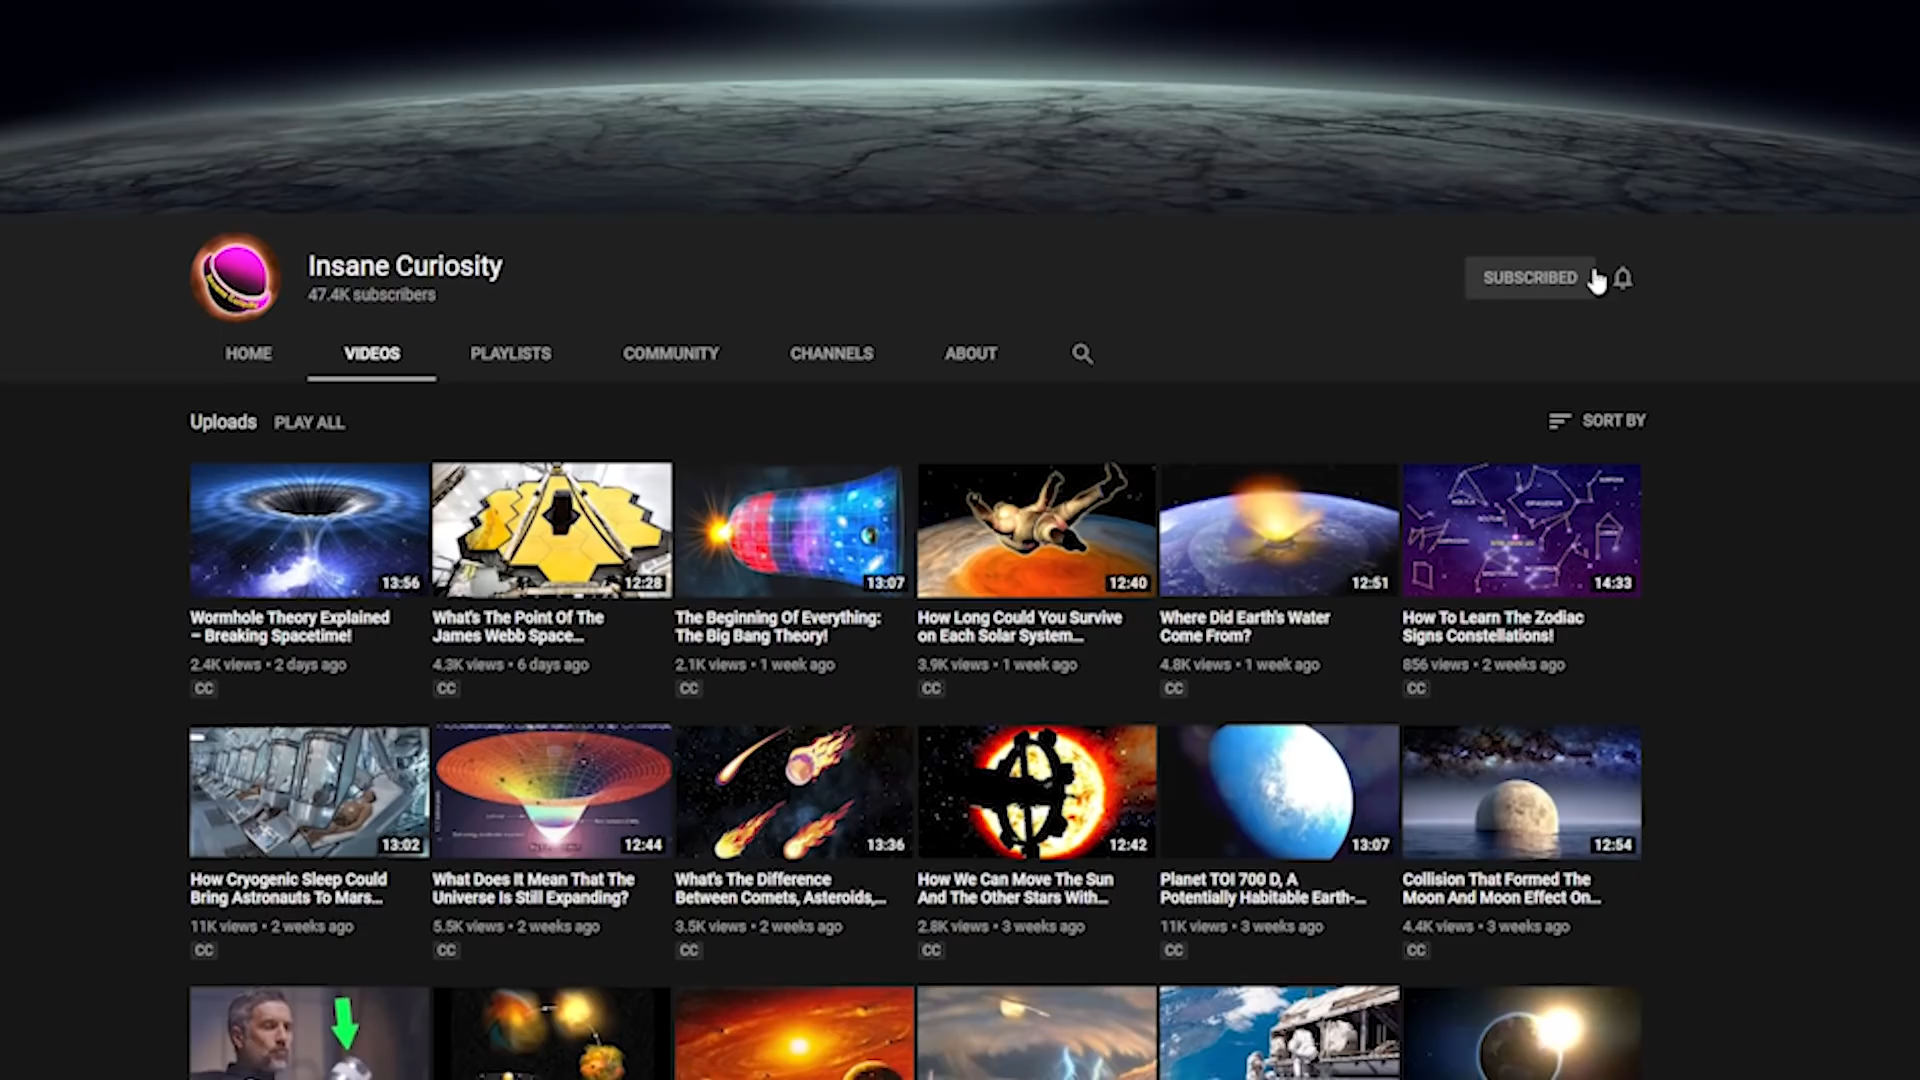 Insane Curiosity
47.4K subscribers
SUBSCRIBED
HOME
VIDEOS
PLAYLISTS
COMMUNITY
CHANNELS
ABOUT
Uploads
PLAY ALL
SORT BY
13:56
12:28
13:07
12:40
12:51
14:33
Wormhole Theory Explained
– Breaking Spacetime!
2.4K views • 2 days ago
CC
What's The Point Of The
James Webb Space...
4.3K views • 6 days ago
CC
The Beginning Of Everything:
The Big Bang Theory!
2.1K views • 1 week ago
CC
How Long Could You Survive
on Each Solar System...
3.9K views • 1 week ago
CC
Where Did Earth's Water
Come From?
4.8K views • 1 week ago
CC
How To Learn The Zodiac
Signs Constellations!
856 views • 2 weeks ago
CC
13:02
12:44
13:36
12:42
13:07
12:54
How Cryogenic Sleep Could
Bring Astronauts To Mars...
11K views • 2 weeks ago
CC
What Does It Mean That The
Universe Is Still Expanding?
5.5K views • 2 weeks ago
CC
What's The Difference
Between Comets, Asteroids,...
3.5K views • 2 weeks ago
CC
How We Can Move The Sun
And The Other Stars With...
2.8K views • 3 weeks ago
CC
Planet TOI 700 D, A
Potentially Habitable Earth-...
11K views • 3 weeks ago
CC
Collision That Formed The
Moon And Moon Effect On...
4.4K views • 3 weeks ago
CC